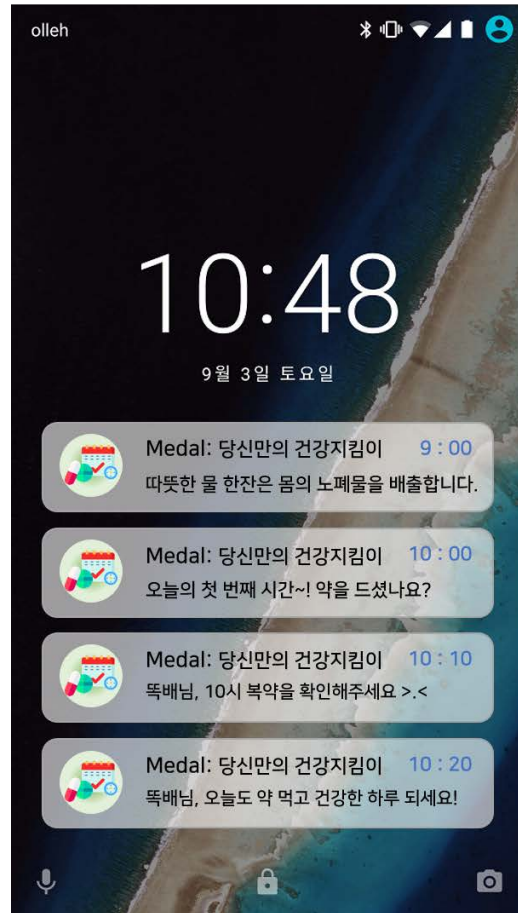 olleh
10:48
9월 3일 토요일
Medal: 당신만의 건강지킴이 9 : 00
따뜻한 물 한잔은 몸의 노폐물을 배출합니다.
Medal: 당신만의 건강지킴이 10 : 00
오늘의 첫 번째 시간~! 약을 드셨나요?
Medal: 당신만의 건강지킴이 10 : 10
똑배님, 10시 복약을 확인해주세요 >.<
Medal: 당신만의 건강지킴이 10 : 20
똑배님, 오늘도 약 먹고 건강한 하루 되세요!